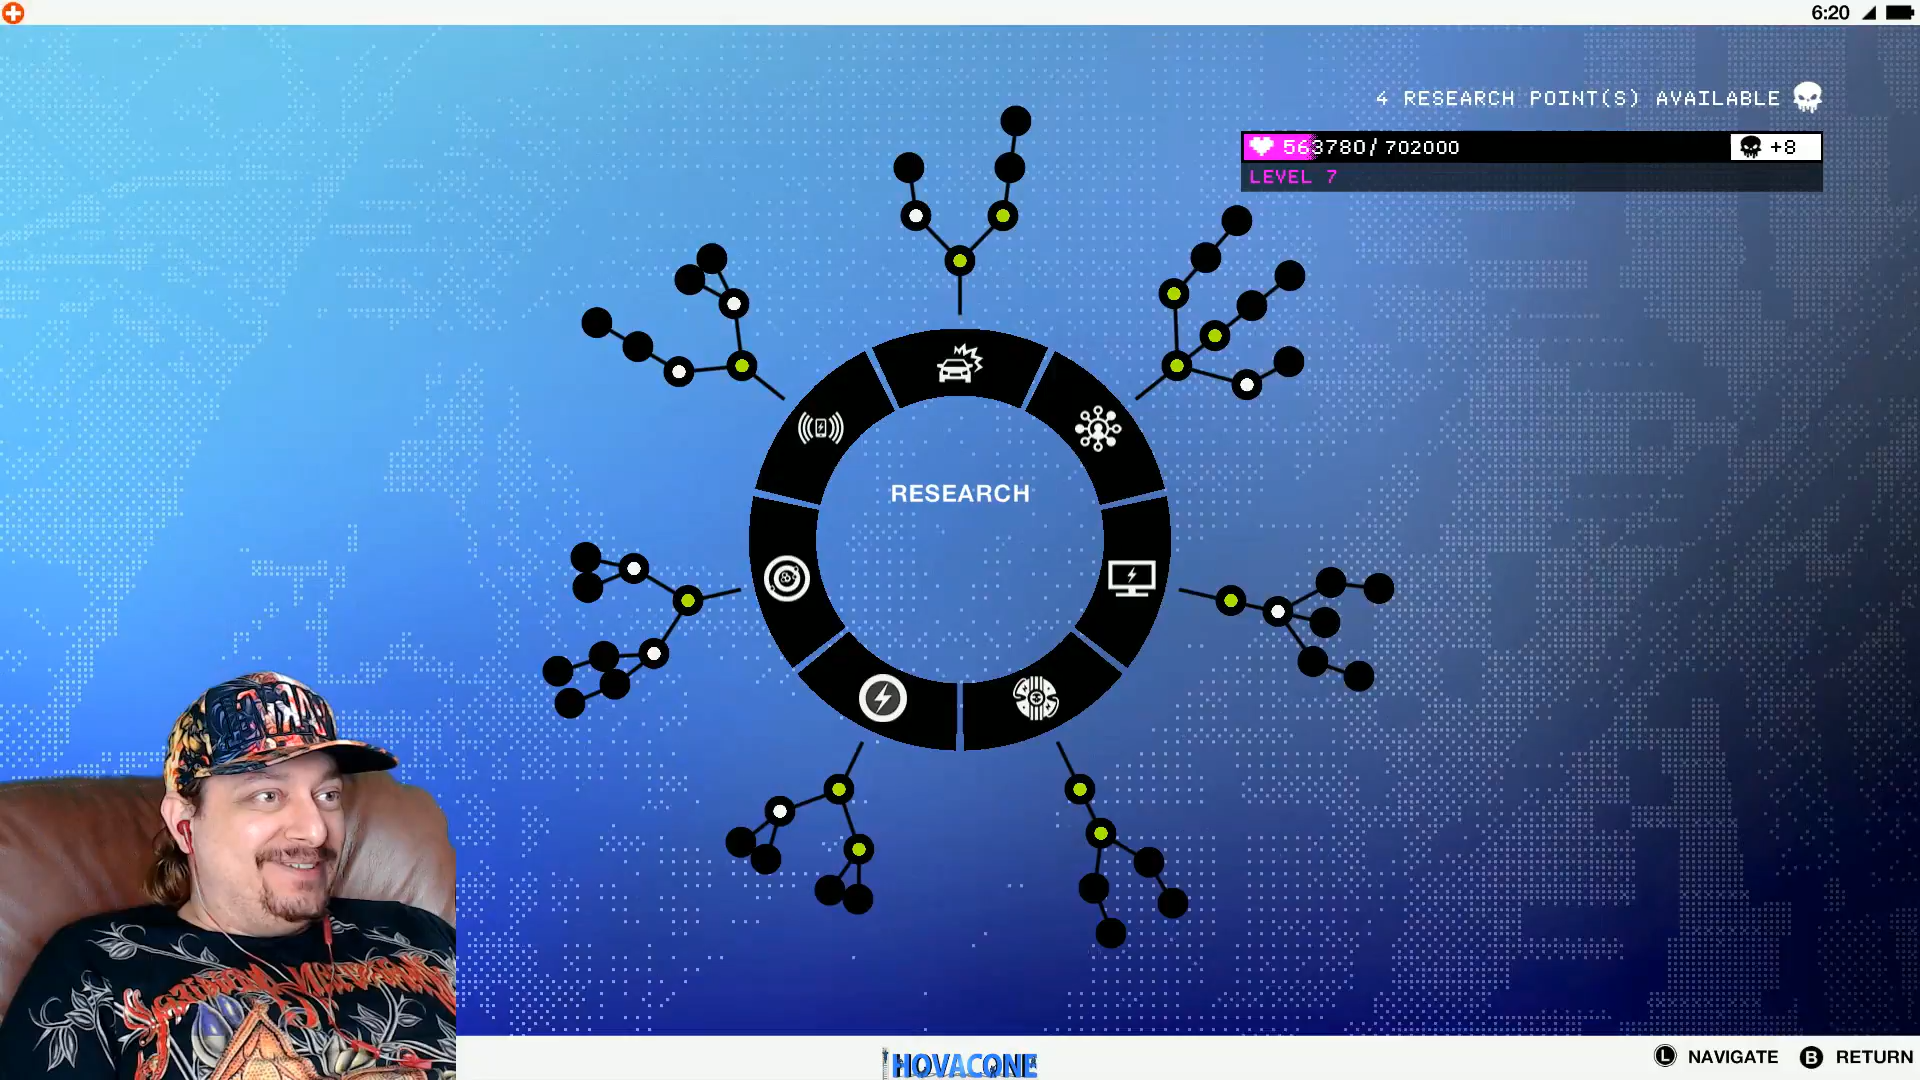 6:20
4 RESEARCH POINT(S) AVAILABLE
563780/702000
+8
LEVEL 7
RESEARCH
HOVACONE
L NAVIGATE B RETURN